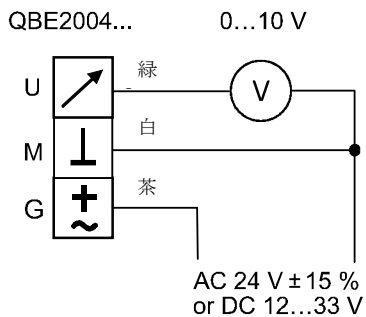 QBE2004... 0...10 V
U 緑 V
M 白
G 茶
AC 24 V ± 15 %
or DC 12...33 V